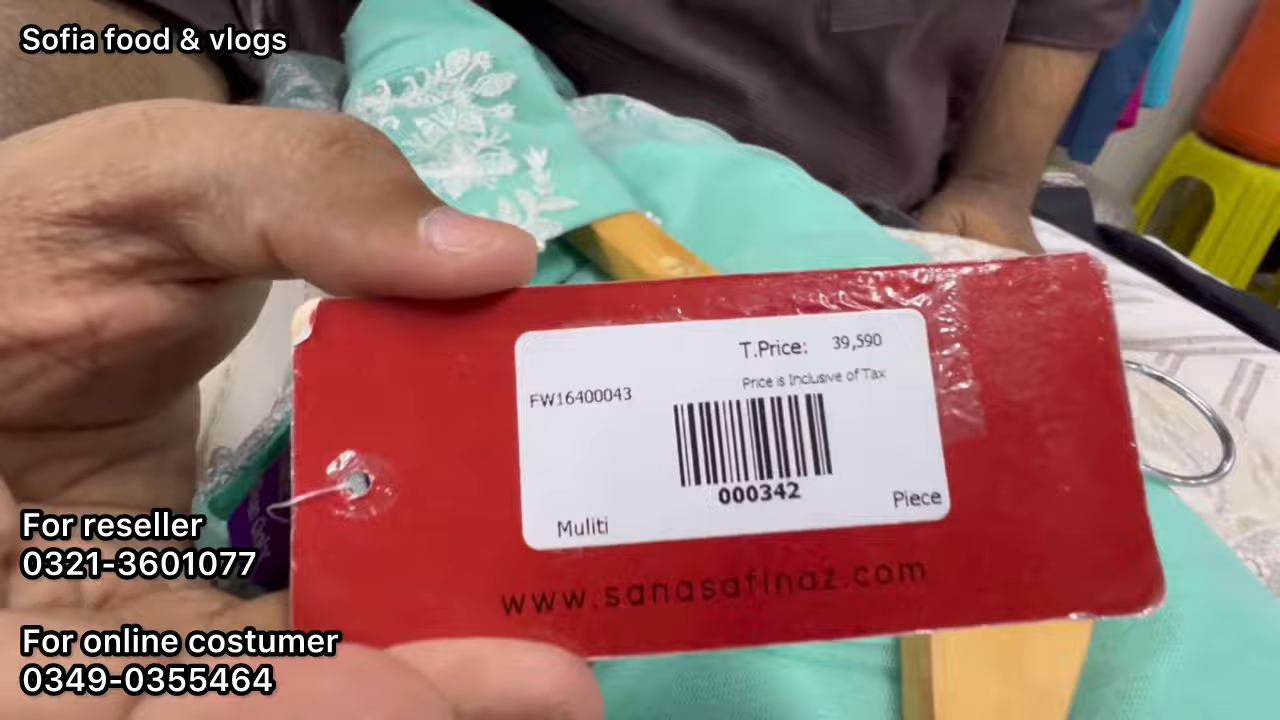 Sofia food & vlogs
T.Price: 39,590
Price is Inclusive of Tax
FW16400043
000342
Muliti
Piece
www.sanasafinaz.com
For reseller
0321-3601077
For online costumer
0349-0355464